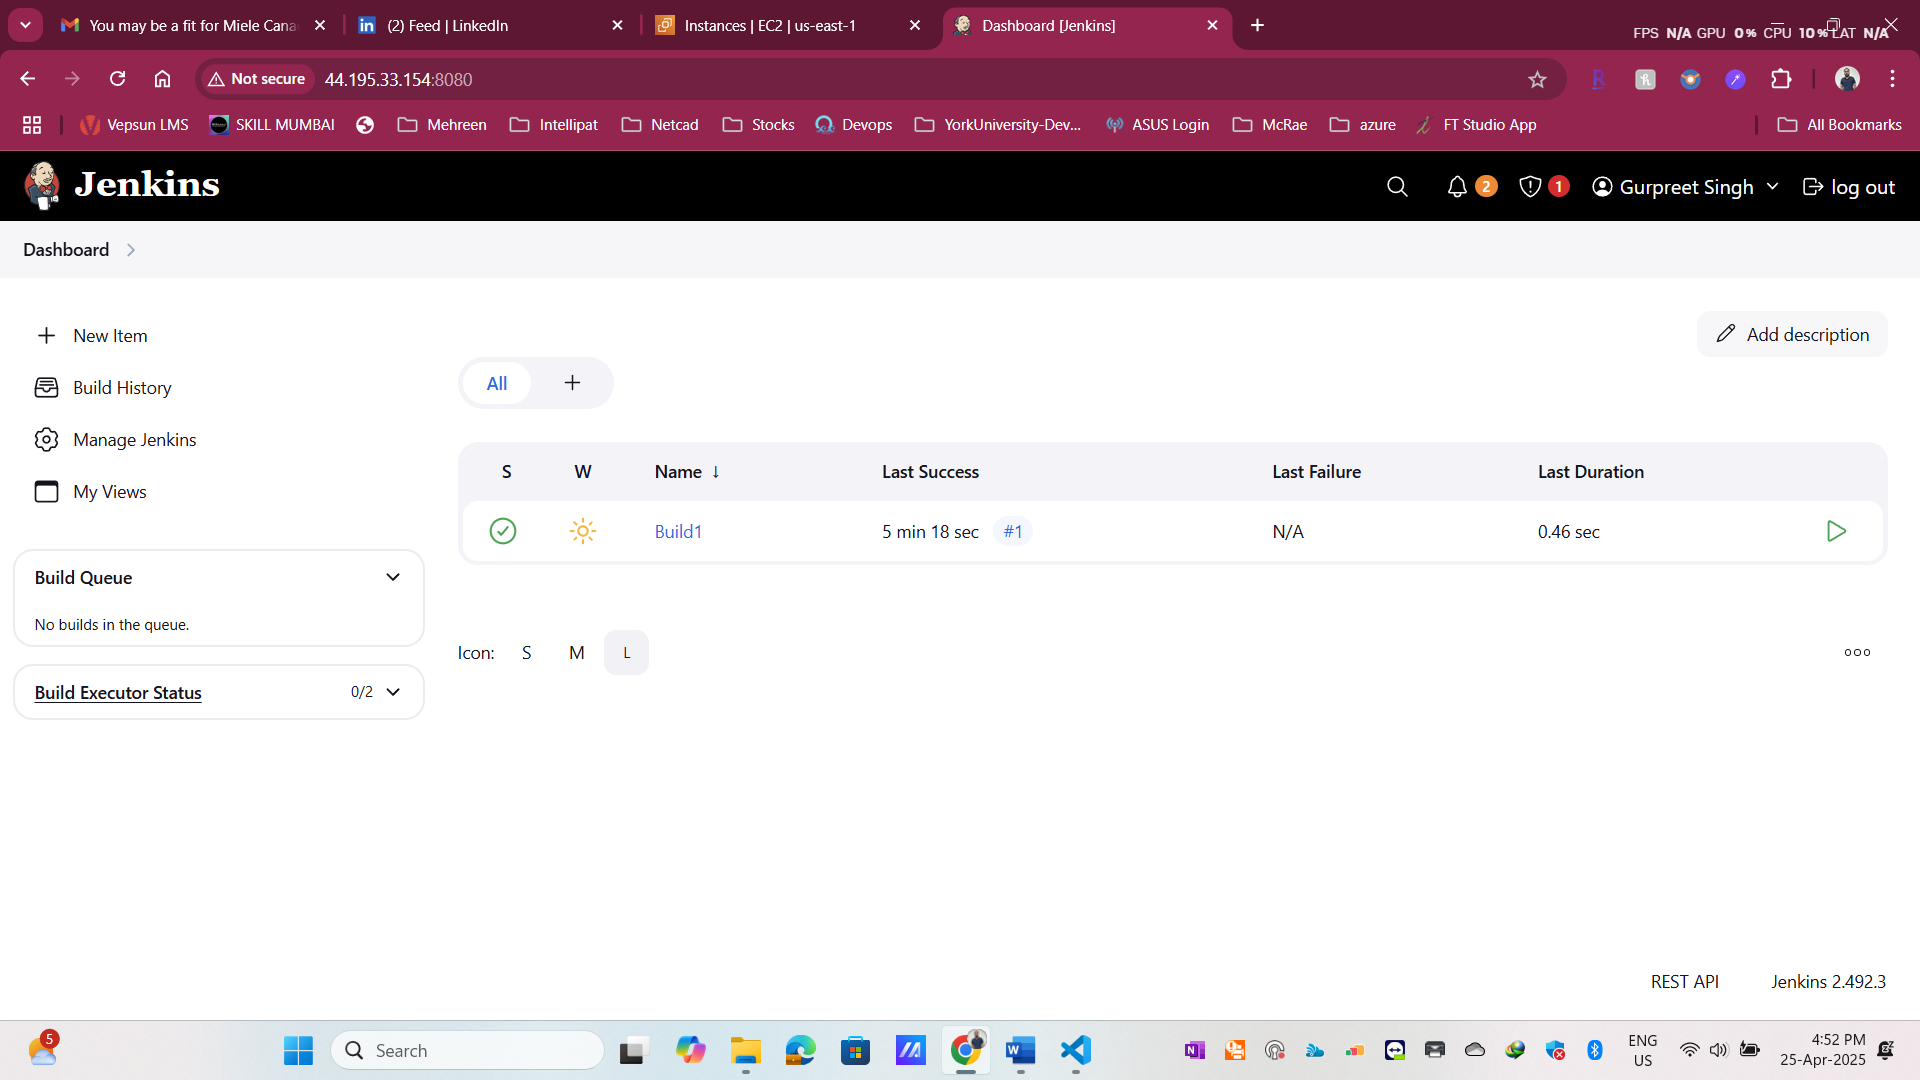 You may be a fit for Miele Cana
(2) Feed | LinkedIn
Instances | EC2 | us-east-1
Dashboard [Jenkins]
FPS N/A GPU 0% CPU 10% LAT N/A
Not secure
44.195.33.154:8080
Vepsun LMS
SKILL MUMBAI
Mehreen
Intellipat
Netcad
Stocks
Devops
YorkUniversity-Dev...
ASUS Login
McRae
azure
FT Studio App
All Bookmarks
Jenkins
2
1
Gurpreet Singh
log out
Dashboard
New Item
Build History
Manage Jenkins
My Views
Add description
All
+
S W Name ↓ Last Success Last Failure Last Duration
Build1 5 min 18 sec #1 N/A 0.46 sec
Build Queue
No builds in the queue.
Build Executor Status 0/2
Icon: S M L
REST API
Jenkins 2.492.3
5
Search
ENG
US
4:52 PM
25-Apr-2025